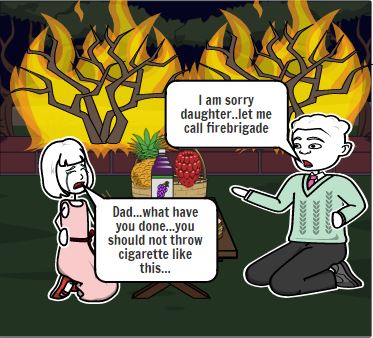 I am sorry
daughter..let me
call firebrigade
Dad...what have
you done...you
should not throw
cigarette like
this...